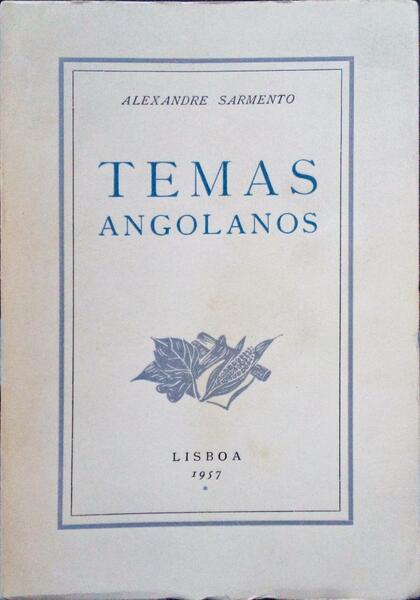 ALEXANDRE SARMENTO
TEMAS
ANGOLANOS
LISBOA
1957